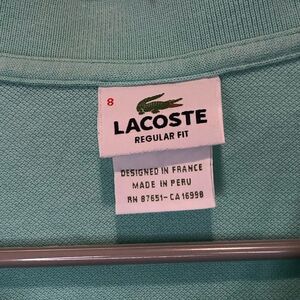 8
LACOSTE
REGULAR FIT
DESIGNED IN FRANCE
MADE IN PERU
RN 87651-CA16998